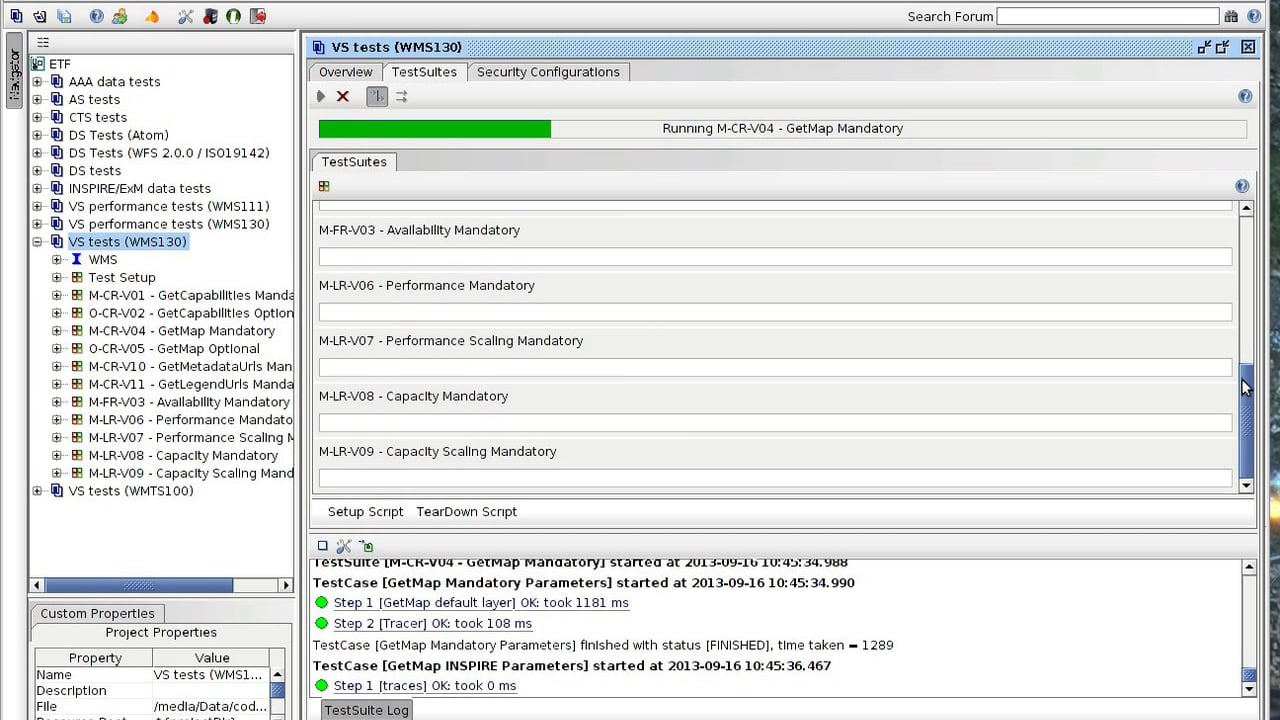 Search Forum
Navigator
ETF
AAA data tests
AS tests
CTS tests
DS Tests (Atom)
DS Tests (WFS 2.0.0 / ISO19142)
DS tests
INSPIRE/ExM data tests
VS performance tests (WMS111)
VS performance tests (WMS130)
VS tests (WMS130)
WMS
Test Setup
M-CR-V01 - GetCapabilities Manda
O-CR-V02 - GetCapabilities Option
M-CR-V04 - GetMap Mandatory
O-CR-V05 - GetMap Optional
M-CR-V10 - GetMetadataUrls Man
M-CR-V11 - GetLegendUrls Manda
M-FR-V03 - Availability Mandatory
M-LR-V06 - Performance Mandato
M-LR-V07 - Performance Scaling M
M-LR-V08 - Capacity Mandatory
M-LR-V09 - Capacity Scaling Mand
VS tests (WMTS100)
Custom Properties
Project Properties
Property Value
Name VS tests (WMS1...
Description
File /media/Data/cod...
VS tests (WMS130)
Overview TestSuites Security Configurations
Running M-CR-V04 - GetMap Mandatory
TestSuites
M-FR-V03 - Availability Mandatory
M-LR-V06 - Performance Mandatory
M-LR-V07 - Performance Scaling Mandatory
M-LR-V08 - Capacity Mandatory
M-LR-V09 - Capacity Scaling Mandatory
Setup Script TearDown Script
TestSuite [M-CR-V04 - GetMap Mandatory] started at 2013-09-16 10:45:34.988
TestCase [GetMap Mandatory Parameters] started at 2013-09-16 10:45:34.990
Step 1 [GetMap default layer] OK: took 1181 ms
Step 2 [Tracer] OK: took 108 ms
TestCase [GetMap Mandatory Parameters] finished with status [FINISHED], time taken = 1289
TestCase [GetMap INSPIRE Parameters] started at 2013-09-16 10:45:36.467
Step 1 [traces] OK: took 0 ms
TestSuite Log